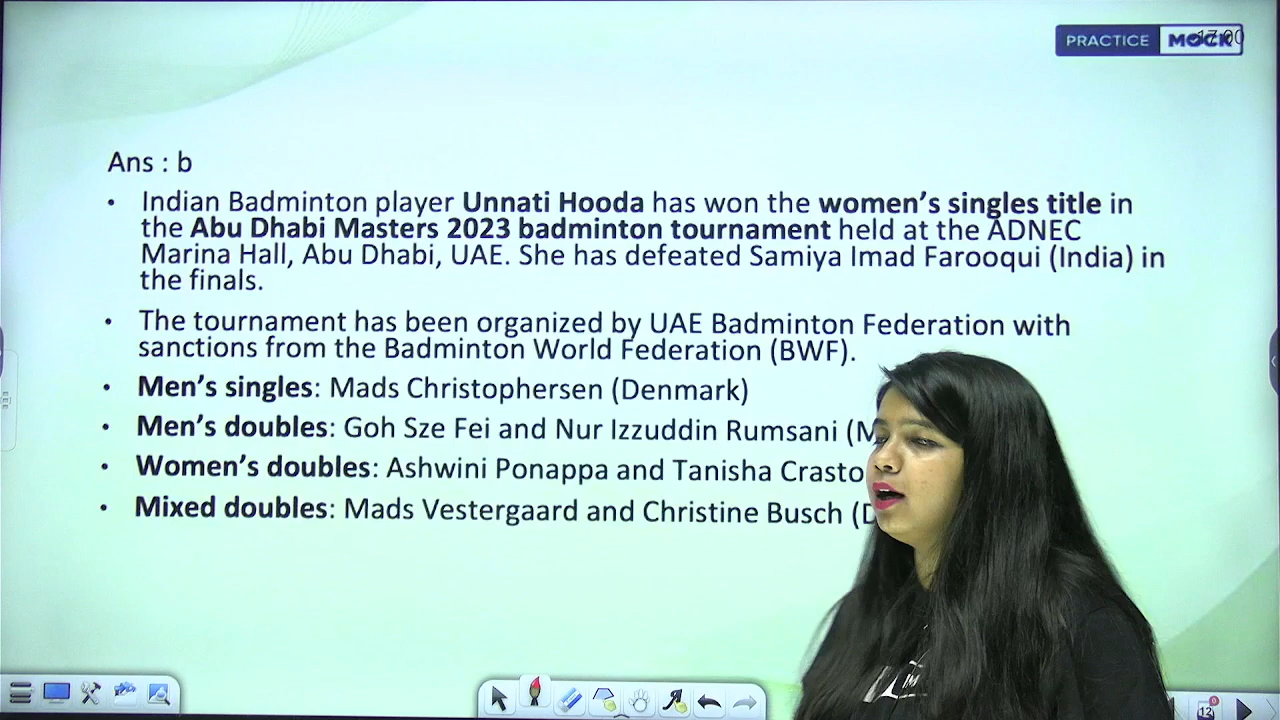 PRACTICE MOCK
17:00
Ans : b
• Indian Badminton player Unnati Hooda has won the women's singles title in
the Abu Dhabi Masters 2023 badminton tournament held at the ADNEC
Marina Hall, Abu Dhabi, UAE. She has defeated Samiya Imad Farooqui (India) in
the finals.
• The tournament has been organized by UAE Badminton Federation with
sanctions from the Badminton World Federation (BWF).
• Men's singles: Mads Christophersen (Denmark)
• Men's doubles: Goh Sze Fei and Nur Izzuddin Rumsani (M
• Women's doubles: Ashwini Ponappa and Tanisha Crasto
• Mixed doubles: Mads Vestergaard and Christine Busch (D
12